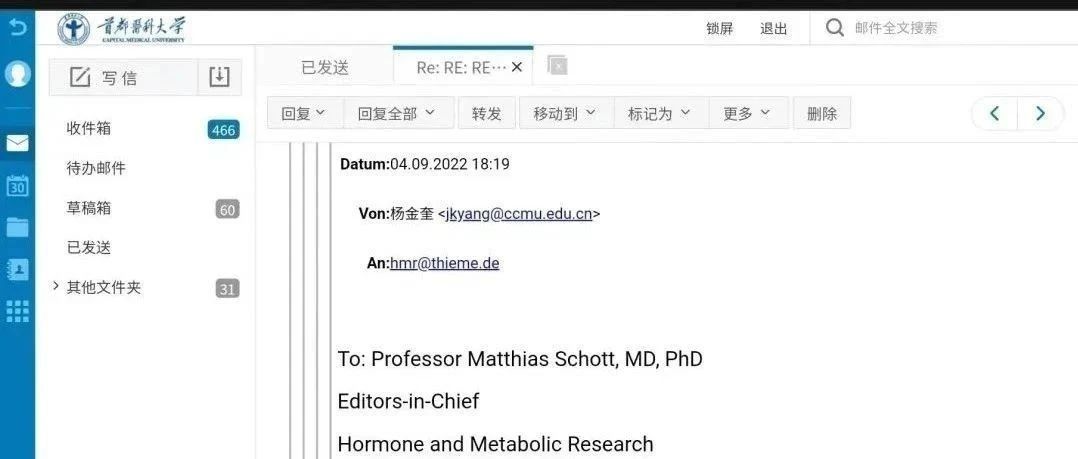 首都醫科大学
CAPITAL MEDICAL UNIVERSITY
锁屏
退出
邮件全文搜索
写信
收件箱 466
待办邮件
草稿箱 60
已发送
其他文件夹 31
30
已发送
Re: RE: RE…
回复
回复全部
转发
移动到
标记为
更多
删除
Datum:04.09.2022 18:19
Von:杨金奎 <jkyang@ccmu.edu.cn>
An:hmr@thieme.de
To: Professor Matthias Schott, MD, PhD
Editors-in-Chief
Hormone and Metabolic Research